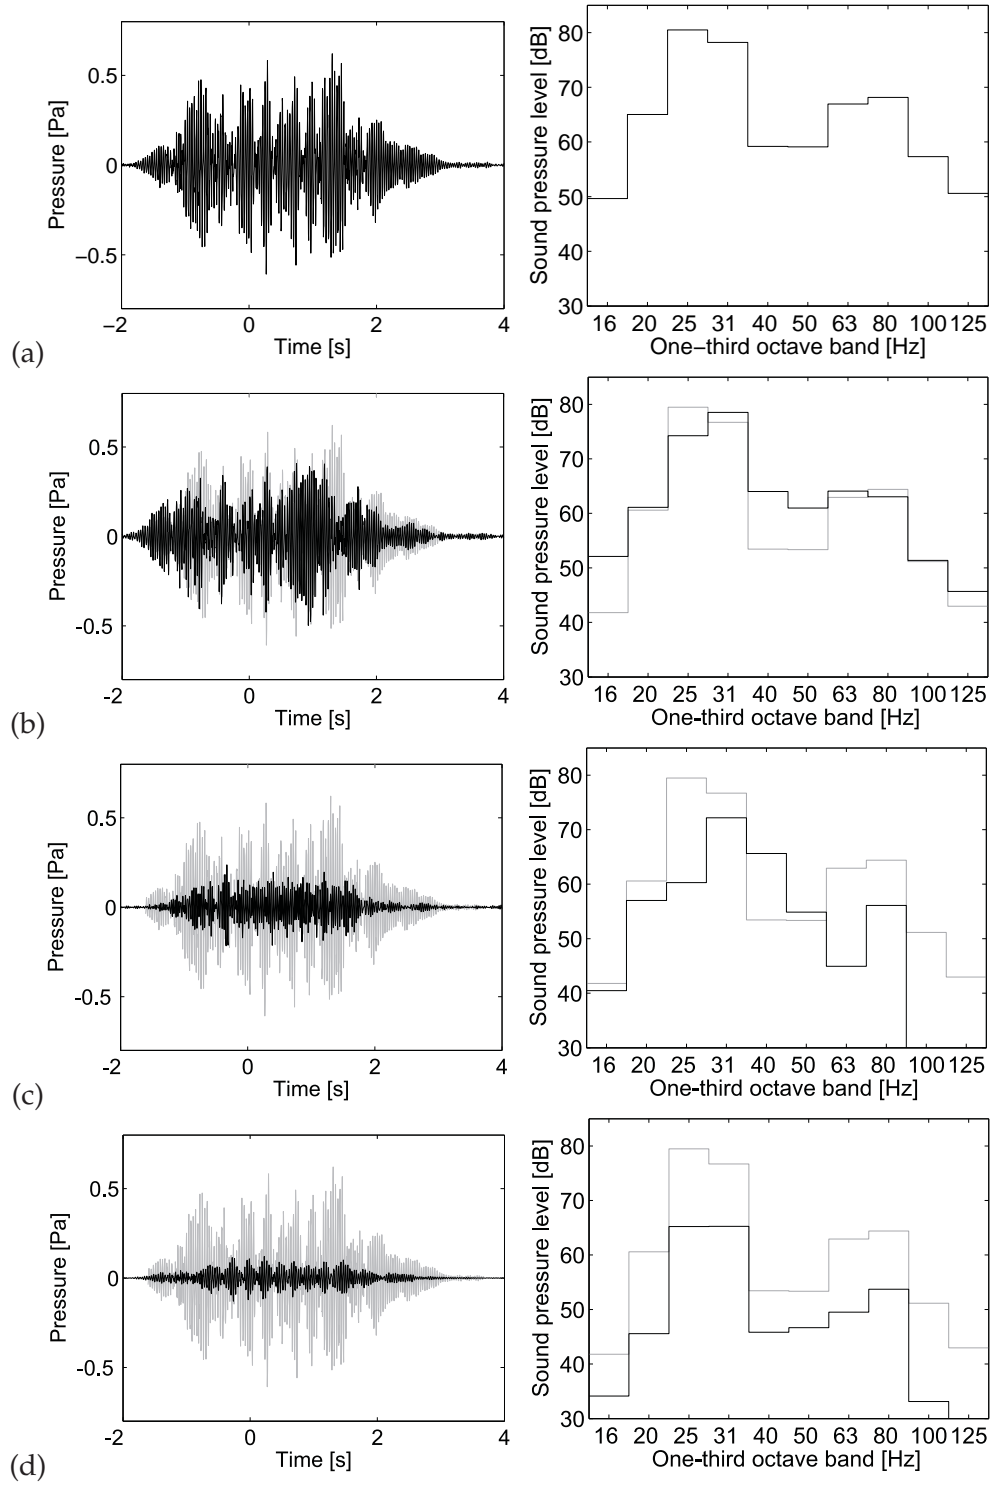 0.5
0
−0.5
Pressure [Pa]
−2 0 2 4
Time [s]
80
70
60
50
40
30
Sound pressure level [dB]
16 20 25 31 40 50 63 80 100 125
One−third octave band [Hz]
(a)
0.5
0
-0.5
Pressure [Pa]
-2 0 2 4
Time [s]
80
70
60
50
40
30
Sound pressure level [dB]
16 20 25 31 40 50 63 80 100 125
One-third octave band [Hz]
(b)
0.5
0
-0.5
Pressure [Pa]
-2 0 2 4
Time [s]
80
70
60
50
40
30
Sound pressure level [dB]
16 20 25 31 40 50 63 80 100 125
One-third octave band [Hz]
(c)
0.5
0
-0.5
Pressure [Pa]
-2 0 2 4
Time [s]
80
70
60
50
40
30
Sound pressure level [dB]
16 20 25 31 40 50 63 80 100 125
One-third octave band [Hz]
(d)